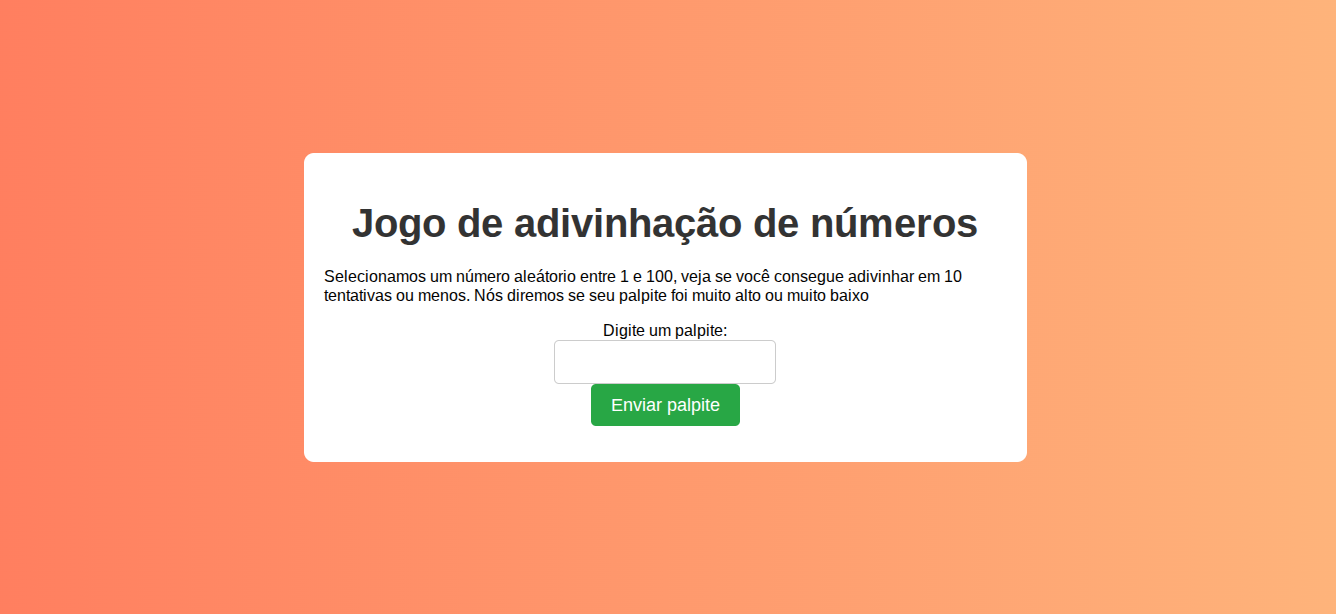 Jogo de adivinhação de números
Selecionamos um número aleátorio entre 1 e 100, veja se você consegue adivinhar em 10
tentativas ou menos. Nós diremos se seu palpite foi muito alto ou muito baixo
Digite um palpite:
Enviar palpite